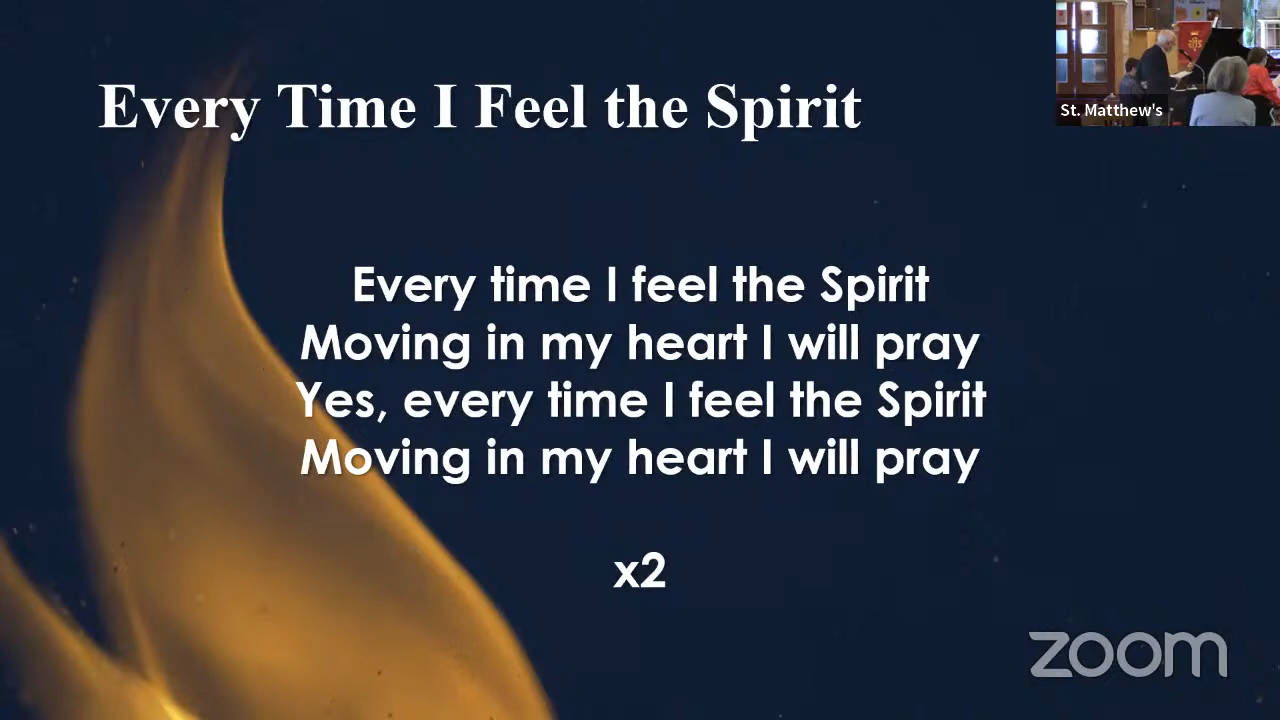 Every Time I Feel the Spirit
St. Matthew's
Every time I feel the Spirit
Moving in my heart I will pray
Yes, every time I feel the Spirit
Moving in my heart I will pray
x2
zoom